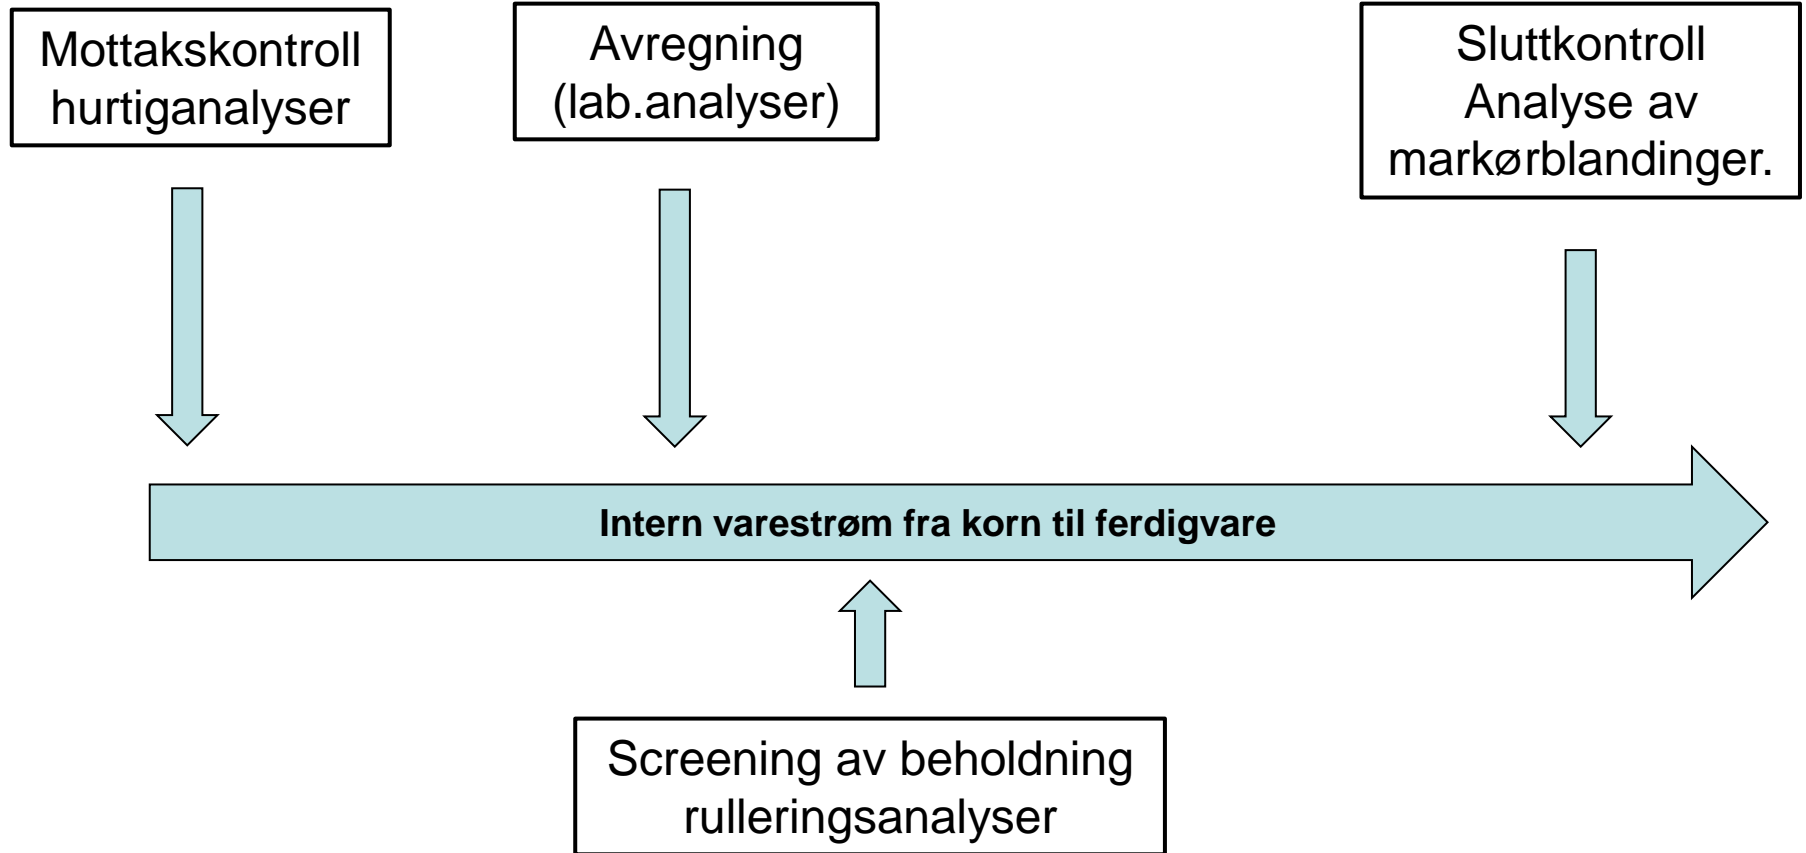 Mottakskontroll
hurtiganalyser
Avregning
(lab.analyser)
Sluttkontroll
Analyse av
markørblandinger.
Intern varestrøm fra korn til ferdigvare
Screening av beholdning
rulleringsanalyser